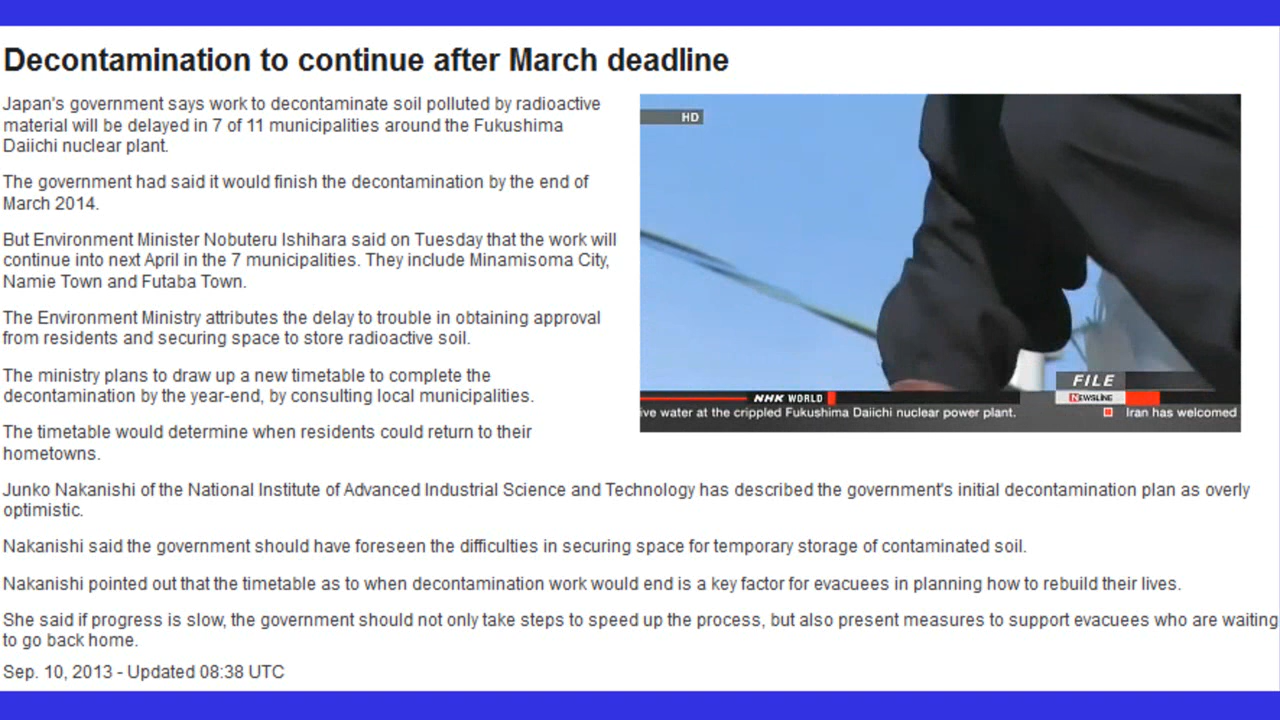 Decontamination to continue after March deadline
Japan's government says work to decontaminate soil polluted by radioactive
material will be delayed in 7 of 11 municipalities around the Fukushima
Daiichi nuclear plant.
The government had said it would finish the decontamination by the end of
March 2014.
But Environment Minister Nobuteru Ishihara said on Tuesday that the work will
continue into next April in the 7 municipalities. They include Minamisoma City,
Namie Town and Futaba Town.
The Environment Ministry attributes the delay to trouble in obtaining approval
from residents and securing space to store radioactive soil.
The ministry plans to draw up a new timetable to complete the
decontamination by the year-end, by consulting local municipalities.
The timetable would determine when residents could return to their
hometowns.
HD
FILE
NHK WORLD
NEWSLINE
ive water at the crippled Fukushima Daiichi nuclear power plant.
Iran has welcomed
Junko Nakanishi of the National Institute of Advanced Industrial Science and Technology has described the government's initial decontamination plan as overly
optimistic.
Nakanishi said the government should have foreseen the difficulties in securing space for temporary storage of contaminated soil.
Nakanishi pointed out that the timetable as to when decontamination work would end is a key factor for evacuees in planning how to rebuild their lives.
She said if progress is slow, the government should not only take steps to speed up the process, but also present measures to support evacuees who are waiting
to go back home.
Sep. 10, 2013 - Updated 08:38 UTC